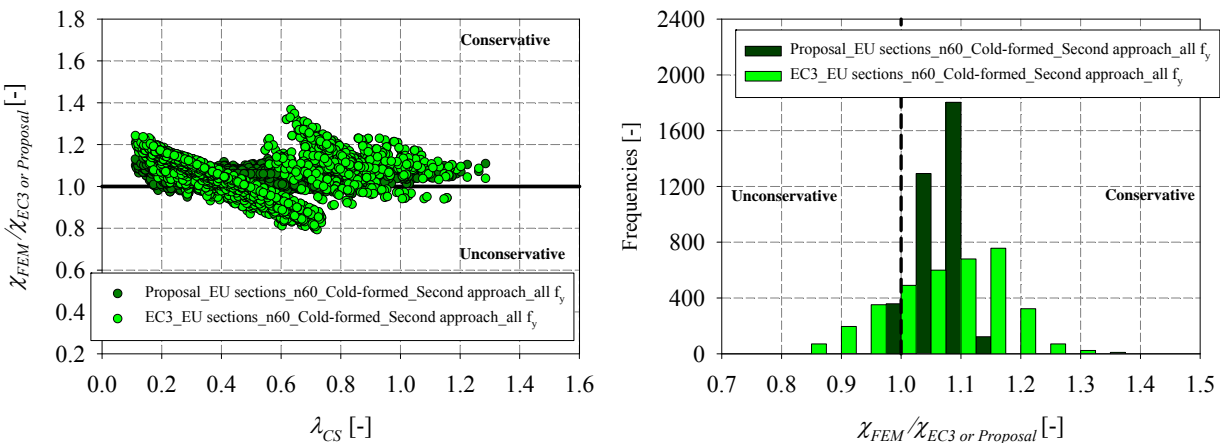 χFEM/χEC3 or Proposal [-]
1.8
1.6
1.4
1.2
1.0
0.8
0.6
0.4
0.2
Conservative
Unconservative
Proposal_EU sections_n60_Cold-formed_Second approach_all fy
EC3_EU sections_n60_Cold-formed_Second approach_all fy
0.0 0.2 0.4 0.6 0.8 1.0 1.2 1.4 1.6
λCS [-]
Frequencies [-]
2400
2000
1600
1200
800
400
0
Proposal_EU sections_n60_Cold-formed_Second approach_all fy
EC3_EU sections_n60_Cold-formed_Second approach_all fy
Unconservative Conservative
0.7 0.8 0.9 1.0 1.1 1.2 1.3 1.4 1.5
χFEM/χEC3 or Proposal [-]